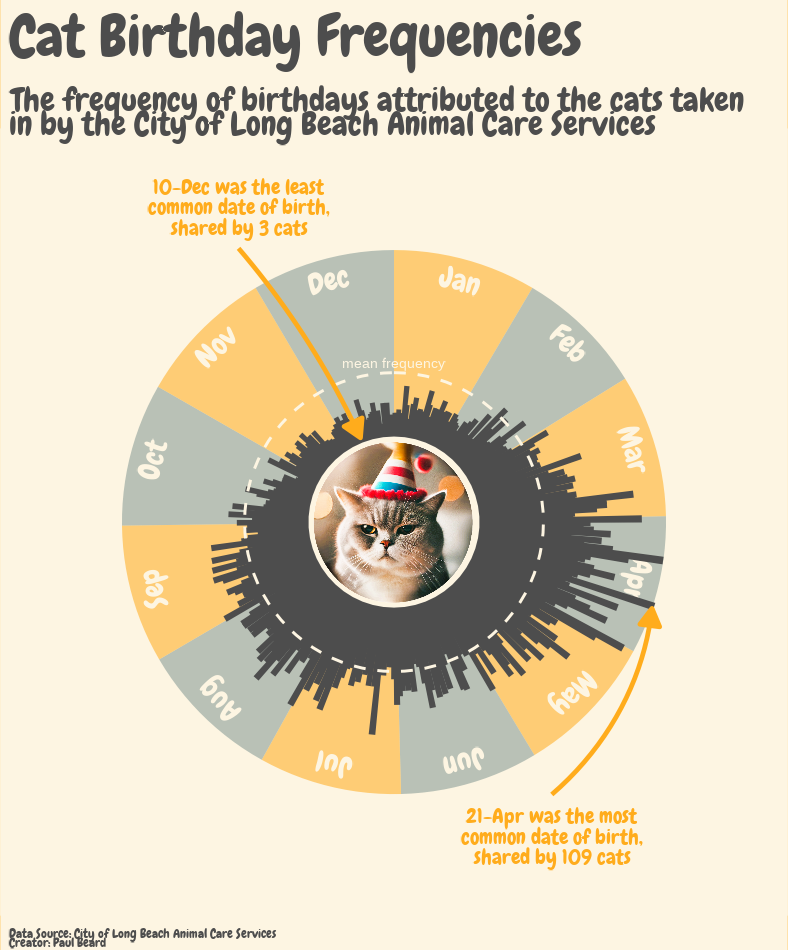 Cat Birthday Frequencies
The frequency of birthdays attributed to the cats taken
in by the City of Long Beach Animal Care Services
10-Dec was the least
common date of birth,
shared by 3 cats
Dec
Jan
Nov
Feb
mean frequency
Mar
Oct
Apr
Sep
May
Aug
Jul
Jun
21-Apr was the most
common date of birth,
shared by 109 cats
Data Source: City of Long Beach Animal Care Services
Creator: Paul Beard